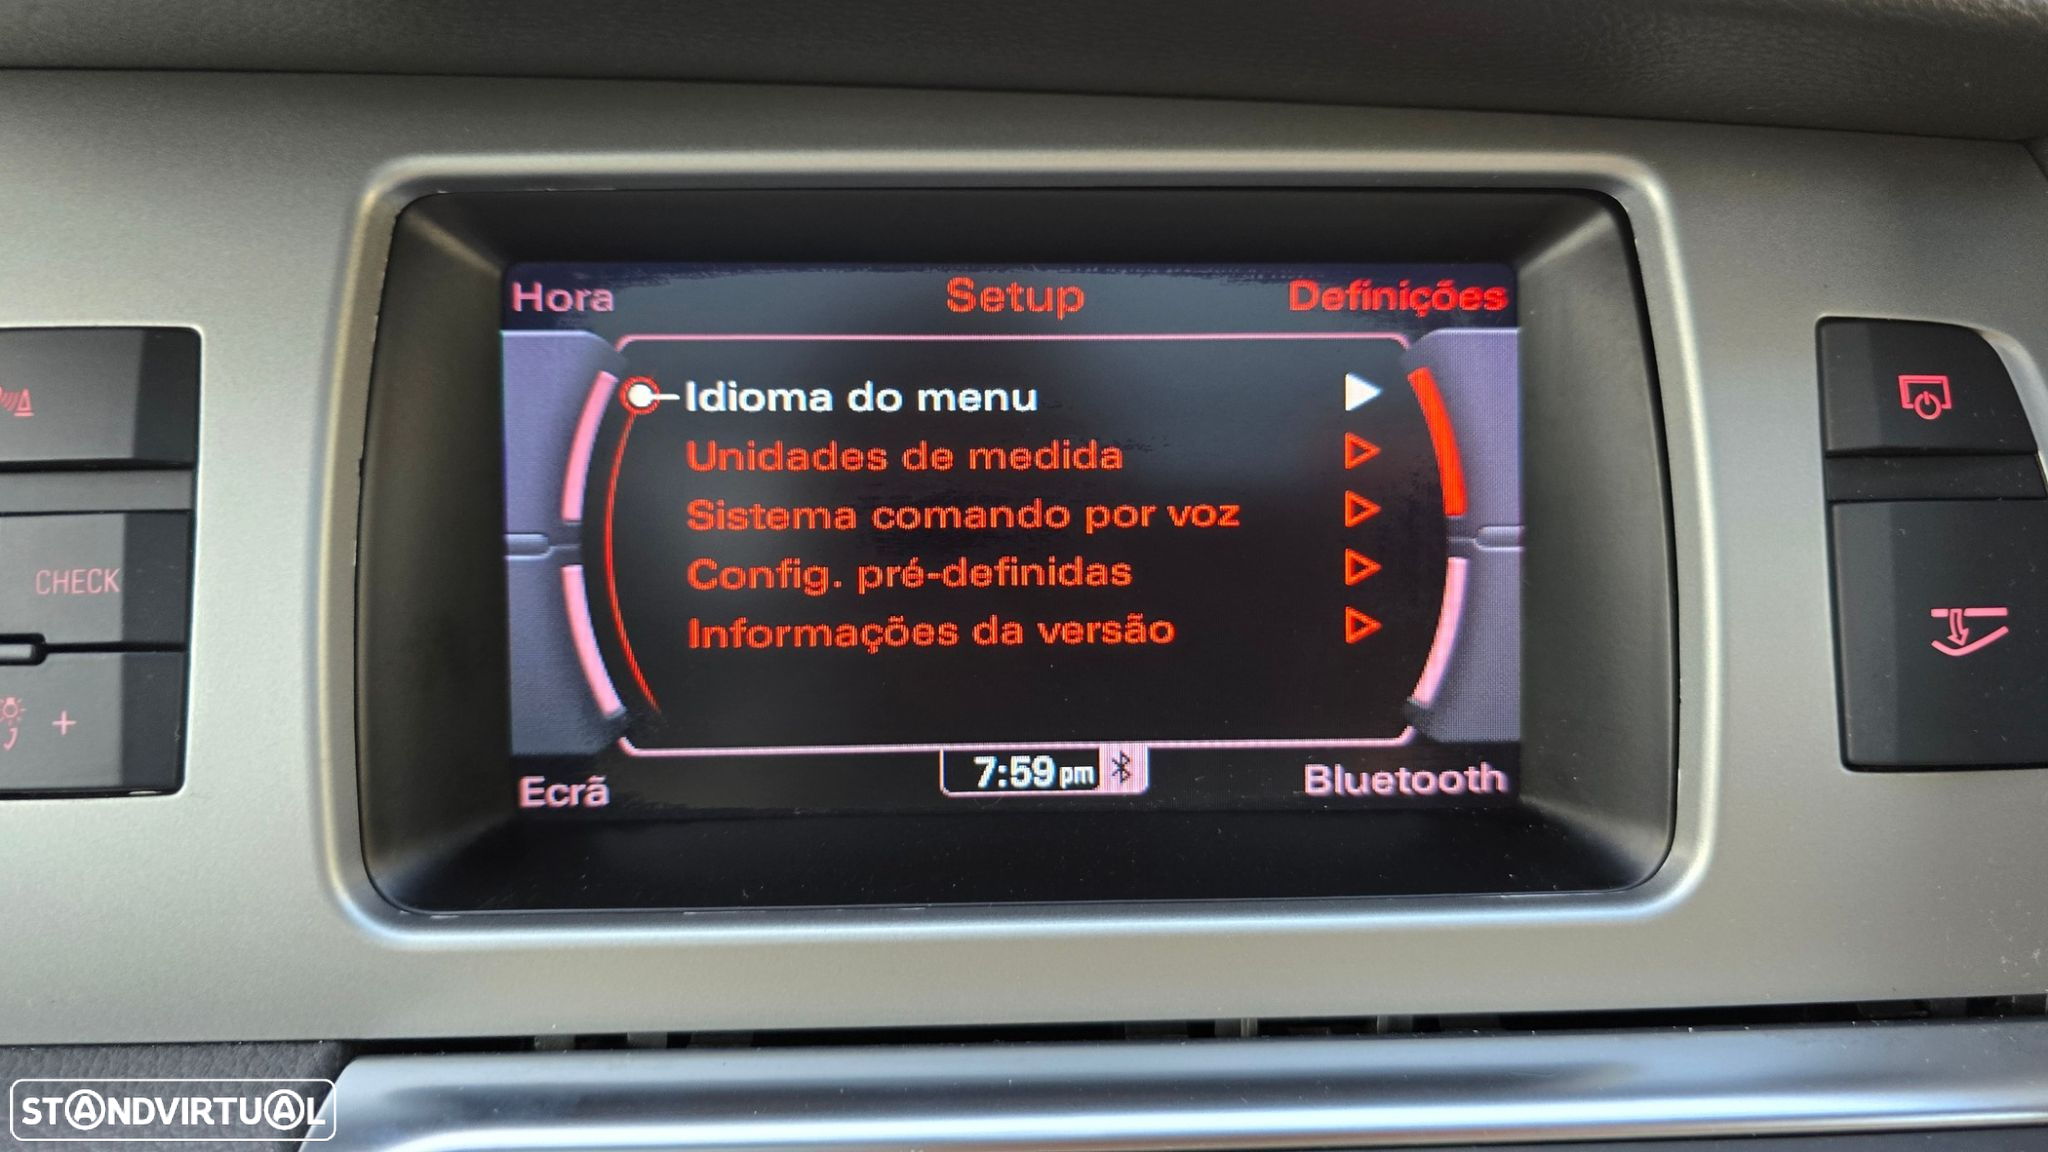 Hora
Setup
Definições
Idioma do menu
Unidades de medida
Sistema comando por voz
Config. pré-definidas
Informações da versão
Ecrã
7:59 pm
Bluetooth
CHECK
+
STANDVIRTUAL